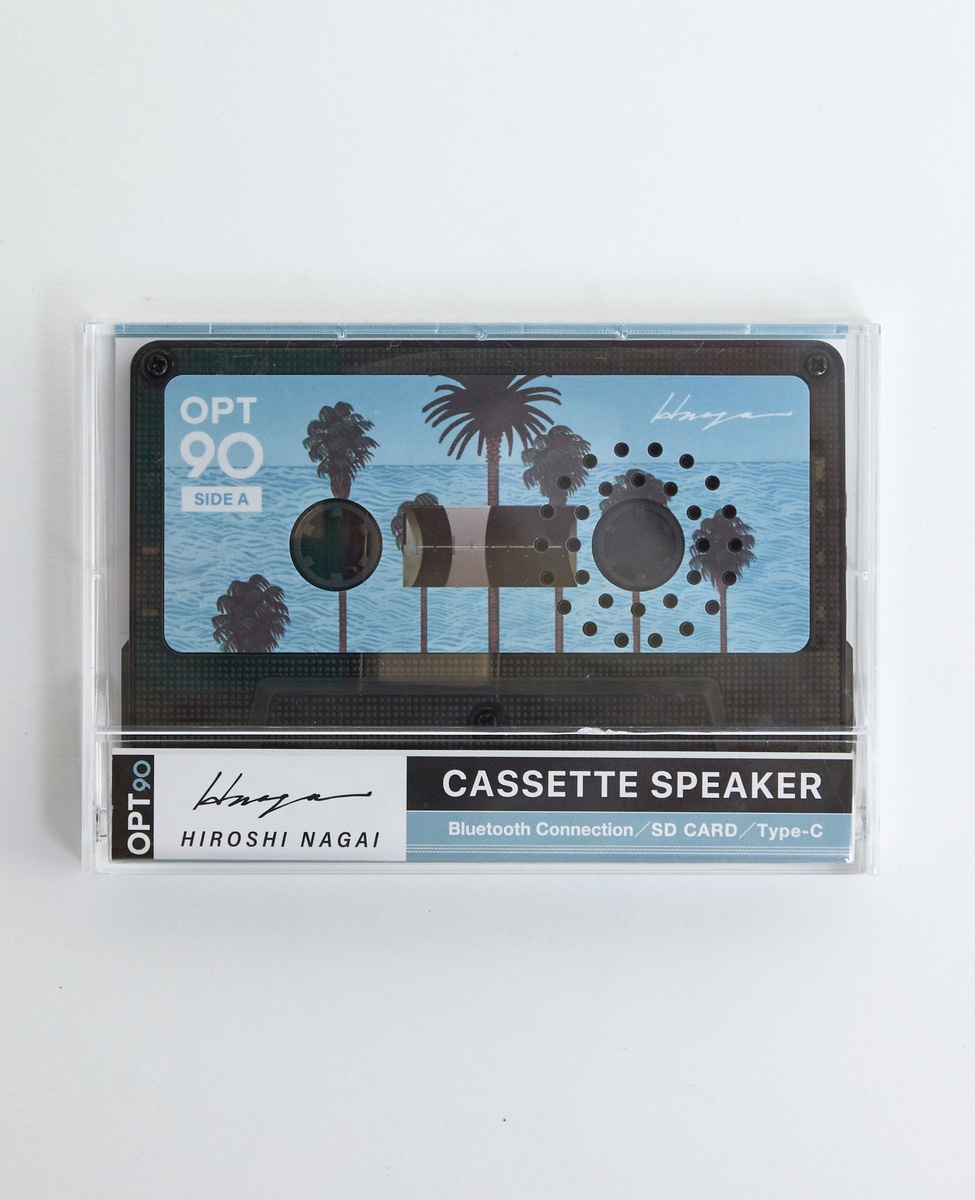 OPT
90
SIDE A
OPT90
HIROSHI NAGAI
CASSETTE SPEAKER
Bluetooth Connection/SD CARD/Type-C